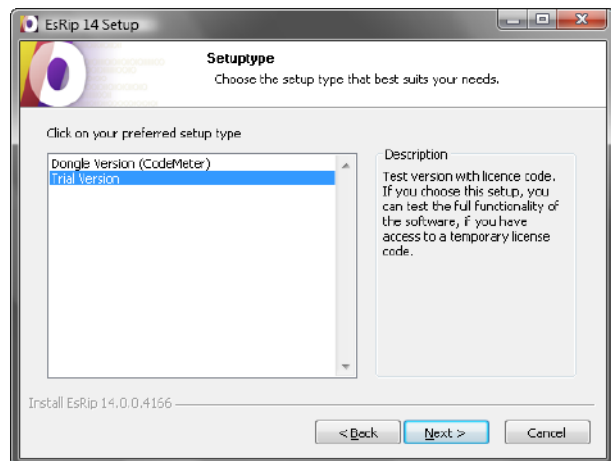 EsRip 14 Setup
Setuptype
Choose the setup type that best suits your needs.
Click on your preferred setup type
Dongle Version (CodeMeter)
Trial Version
Description
Test version with licence code.
If you choose this setup, you
can test the full functionality of
the software, if you have
access to a temporary license
code.
Install EsRip 14.0.0.4166
< Back
Next >
Cancel